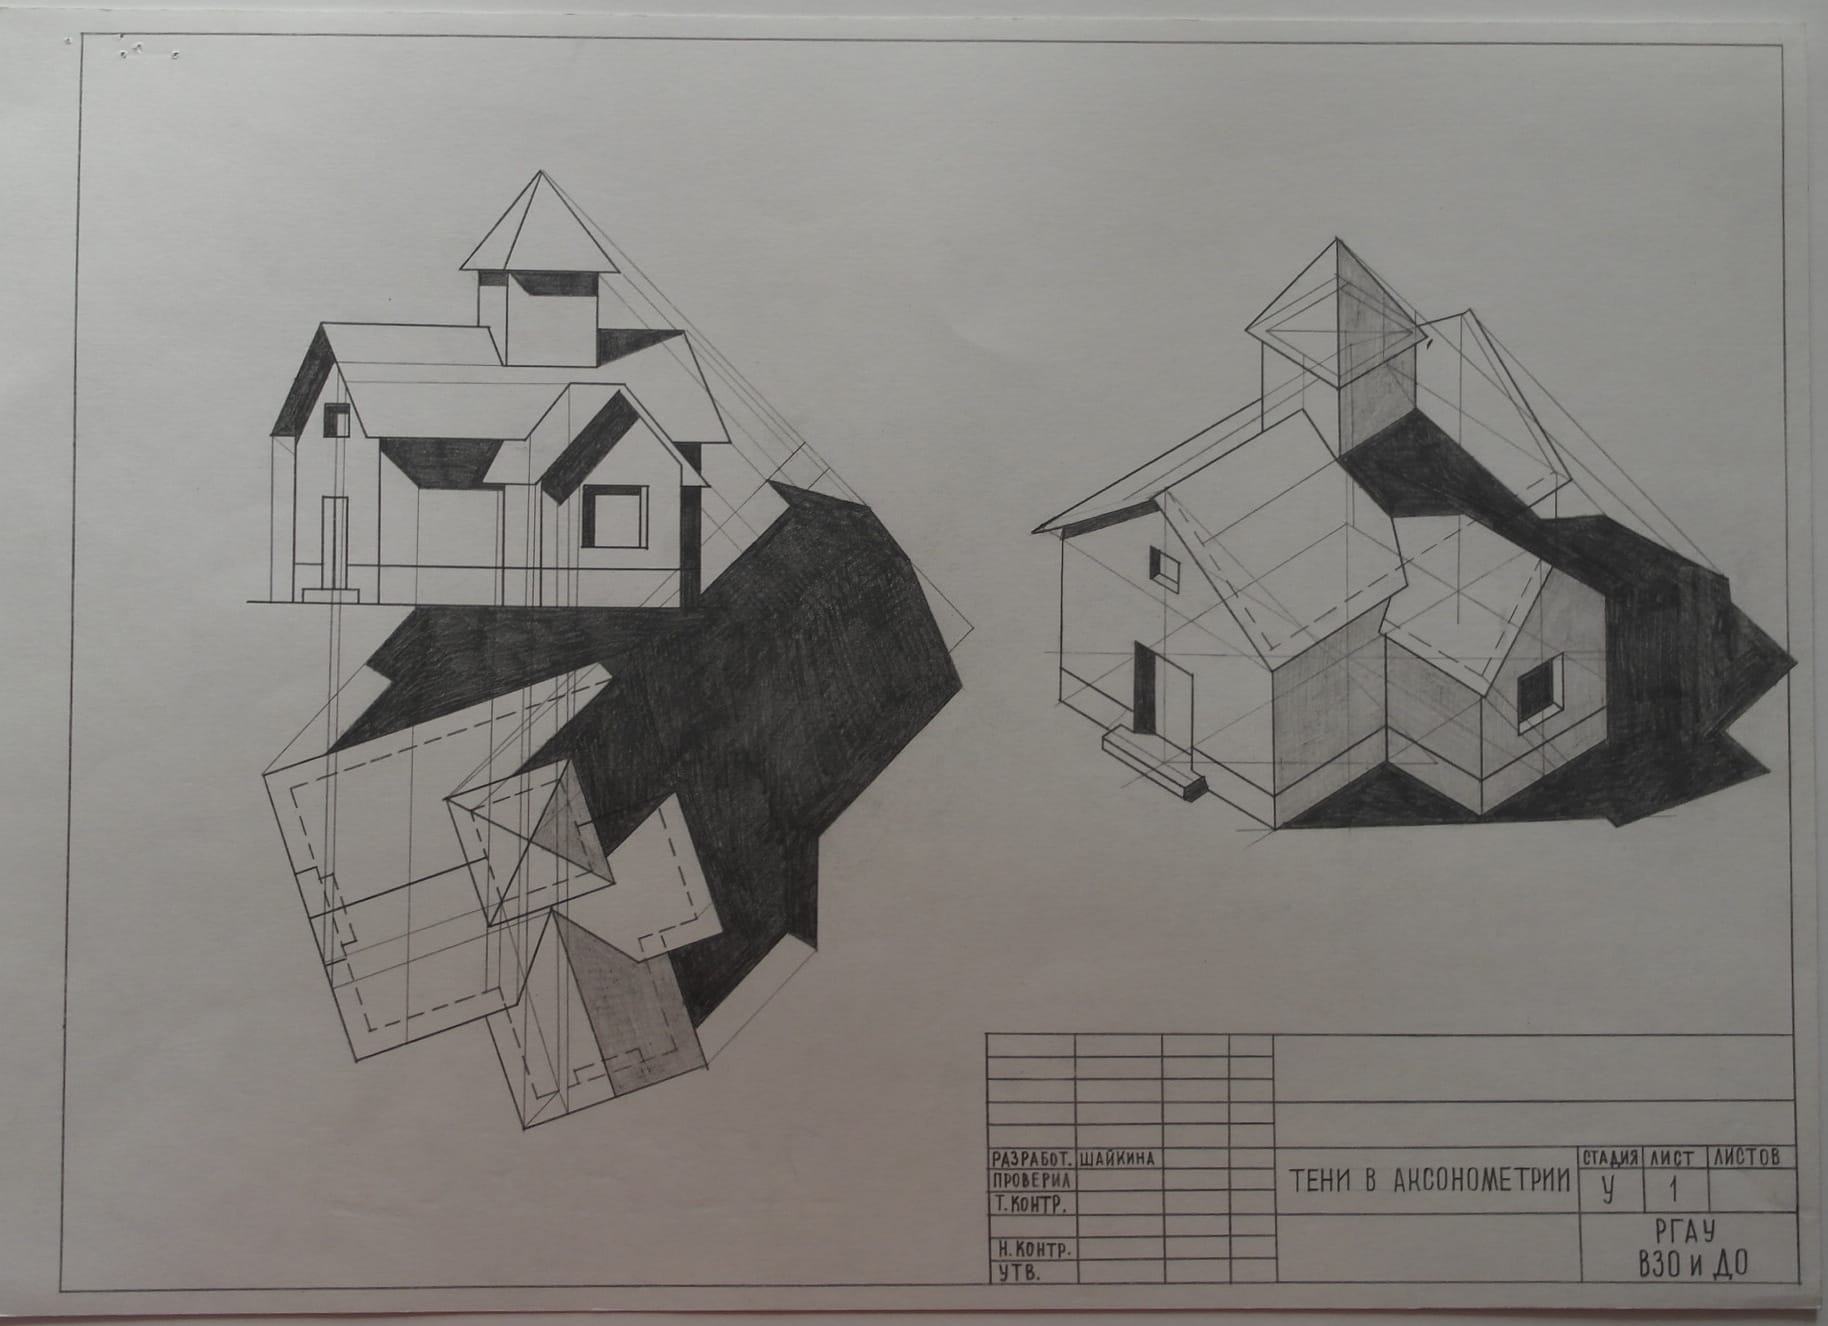 РАЗРАБОТ. ШАЙКИНА
ПРОВЕРИЛ
Т.КОНТР.
Н.КОНТР.
УТВ.
ТЕНИ В АКСОНОМЕТРИИ
СТАДИЯ ЛИСТ ЛИСТОВ
У 1
РГАУ
ВЗО и ДО